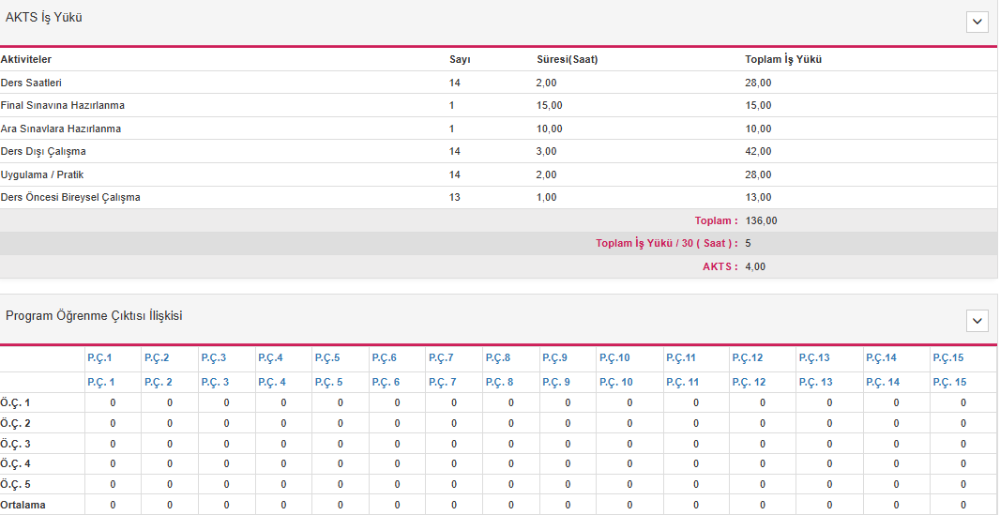 AKTS İş Yükü
Aktiviteler Sayı Süresi(Saat) Toplam İş Yükü
Ders Saatleri 14 2,00 28,00
Final Sınavına Hazırlanma 1 15,00 15,00
Ara Sınavlara Hazırlanma 1 10,00 10,00
Ders Dışı Çalışma 14 3,00 42,00
Uygulama / Pratik 14 2,00 28,00
Ders Öncesi Bireysel Çalışma 13 1,00 13,00
Toplam : 136,00
Toplam İş Yükü / 30 ( Saat ) : 5
AKTS : 4,00
Program Öğrenme Çıktısı İlişkisi
P.Ç.1 P.Ç.2 P.Ç.3 P.Ç.4 P.Ç.5 P.Ç.6 P.Ç.7 P.Ç.8 P.Ç.9 P.Ç.10 P.Ç.11 P.Ç.12 P.Ç.13 P.Ç.14 P.Ç.15
P.Ç. 1 P.Ç. 2 P.Ç. 3 P.Ç. 4 P.Ç. 5 P.Ç. 6 P.Ç. 7 P.Ç. 8 P.Ç. 9 P.Ç. 10 P.Ç. 11 P.Ç. 12 P.Ç. 13 P.Ç. 14 P.Ç. 15
Ö.Ç. 1 0 0 0 0 0 0 0 0 0 0 0 0 0 0 0
Ö.Ç. 2 0 0 0 0 0 0 0 0 0 0 0 0 0 0 0
Ö.Ç. 3 0 0 0 0 0 0 0 0 0 0 0 0 0 0 0
Ö.Ç. 4 0 0 0 0 0 0 0 0 0 0 0 0 0 0 0
Ö.Ç. 5 0 0 0 0 0 0 0 0 0 0 0 0 0 0 0
Ortalama 0 0 0 0 0 0 0 0 0 0 0 0 0 0 0